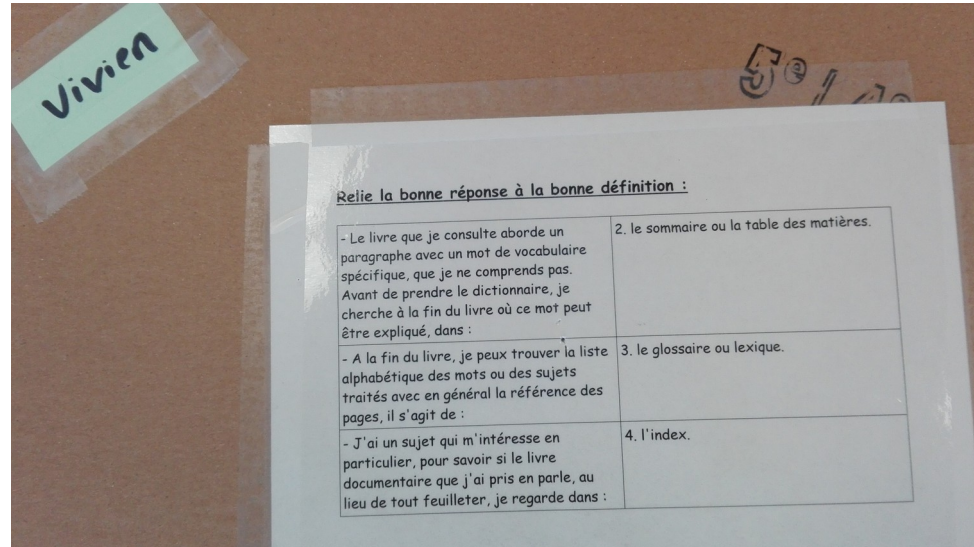 Vivien
5e
Relie la bonne réponse à la bonne définition :
- Le livre que je consulte aborde un
paragraphe avec un mot de vocabulaire
spécifique, que je ne comprends pas.
Avant de prendre le dictionnaire, je
cherche à la fin du livre où ce mot peut
être expliqué, dans :
2. le sommaire ou la table des matières.
- A la fin du livre, je peux trouver la liste
alphabétique des mots ou des sujets
traités avec en général la référence des
pages, il s'agit de :
3. le glossaire ou lexique.
- J'ai un sujet qui m'intéresse en
particulier, pour savoir si le livre
documentaire que j'ai pris en parle, au
lieu de tout feuilleter, je regarde dans :
4. l'index.